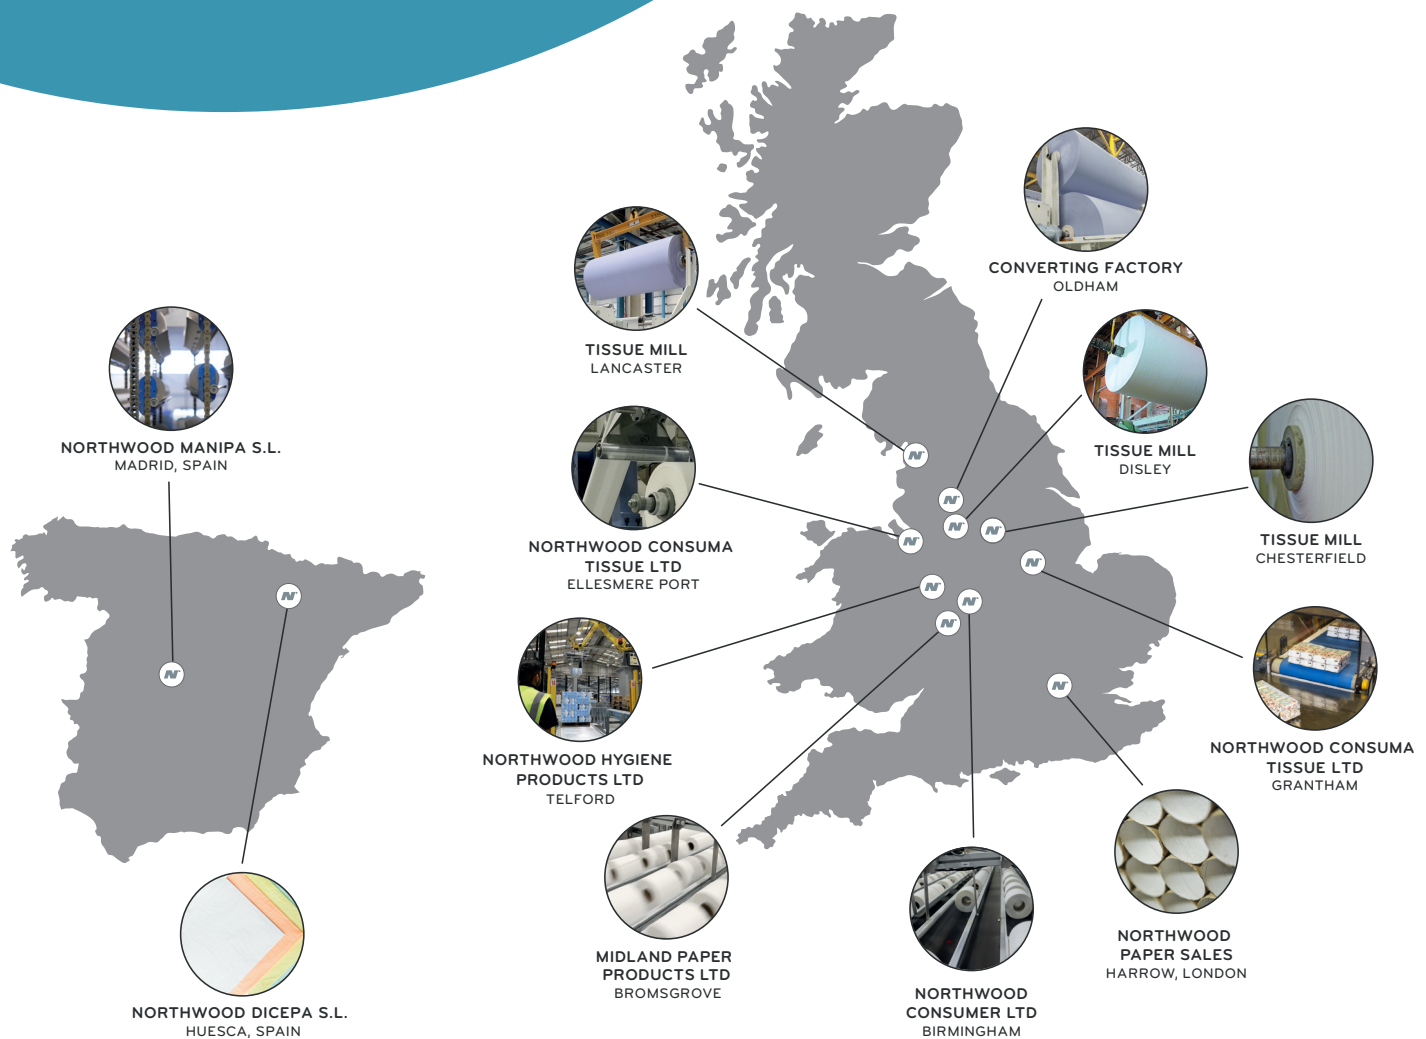 CONVERTING FACTORY
OLDHAM
TISSUE MILL
LANCASTER
NORTHWOOD MANIPA S.L.
MADRID, SPAIN
TISSUE MILL
DISLEY
TISSUE MILL
CHESTERFIELD
NORTHWOOD CONSUMA
TISSUE LTD
ELLESMERE PORT
NORTHWOOD HYGIENE
PRODUCTS LTD
TELFORD
NORTHWOOD CONSUMA
TISSUE LTD
GRANTHAM
MIDLAND PAPER
PRODUCTS LTD
BROMSGROVE
NORTHWOOD
CONSUMER LTD
BIRMINGHAM
NORTHWOOD
PAPER SALES
HARROW, LONDON
NORTHWOOD DICEPA S.L.
HUESCA, SPAIN
N
N
N
N
N
N
N
N
N
N
N
N